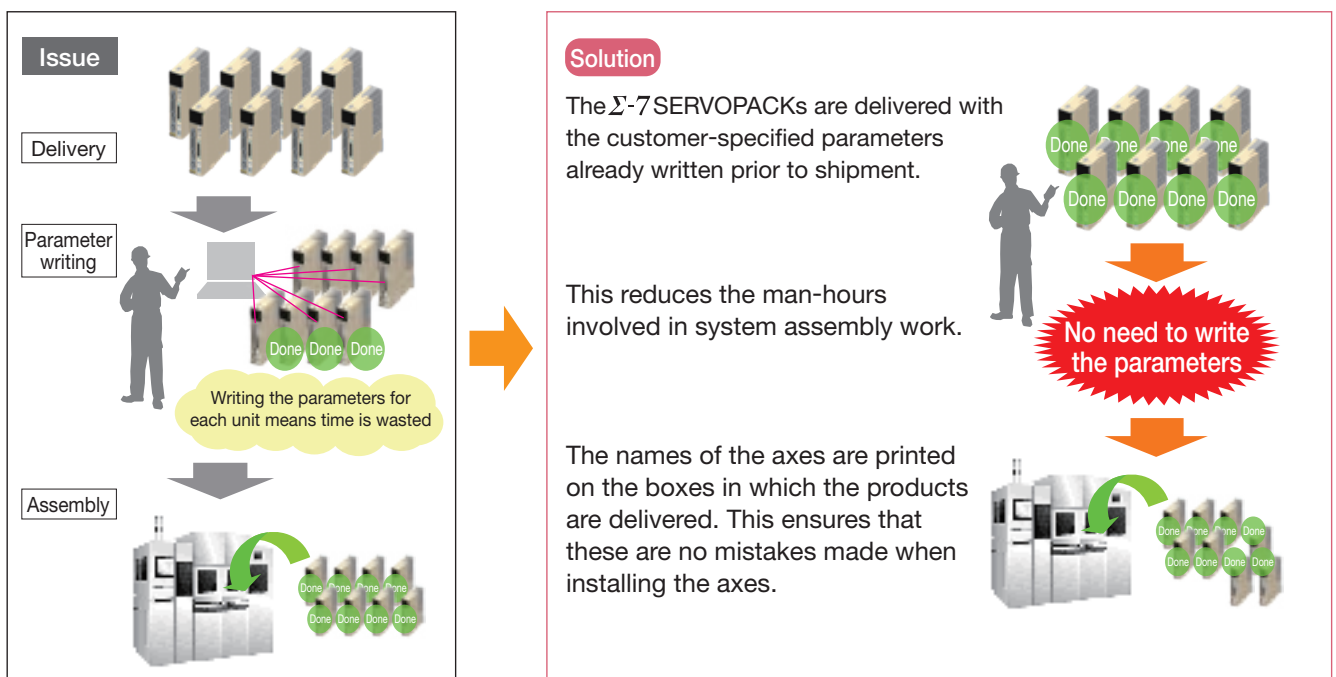 Issue
Delivery
Parameter
writing
Done Done Done
Writing the parameters for
each unit means time is wasted
Assembly
Done Done Done Done
Done Done Done Done
Solution
The Σ-7 SERVOPACKs are delivered with
the customer-specified parameters
already written prior to shipment.
Done Done Done Done
Done Done Done Done
This reduces the man-hours
involved in system assembly work.
No need to write
the parameters
The names of the axes are printed
on the boxes in which the products
are delivered. This ensures that
these are no mistakes made when
installing the axes.
Done Done Done Done
Done Done Done Done